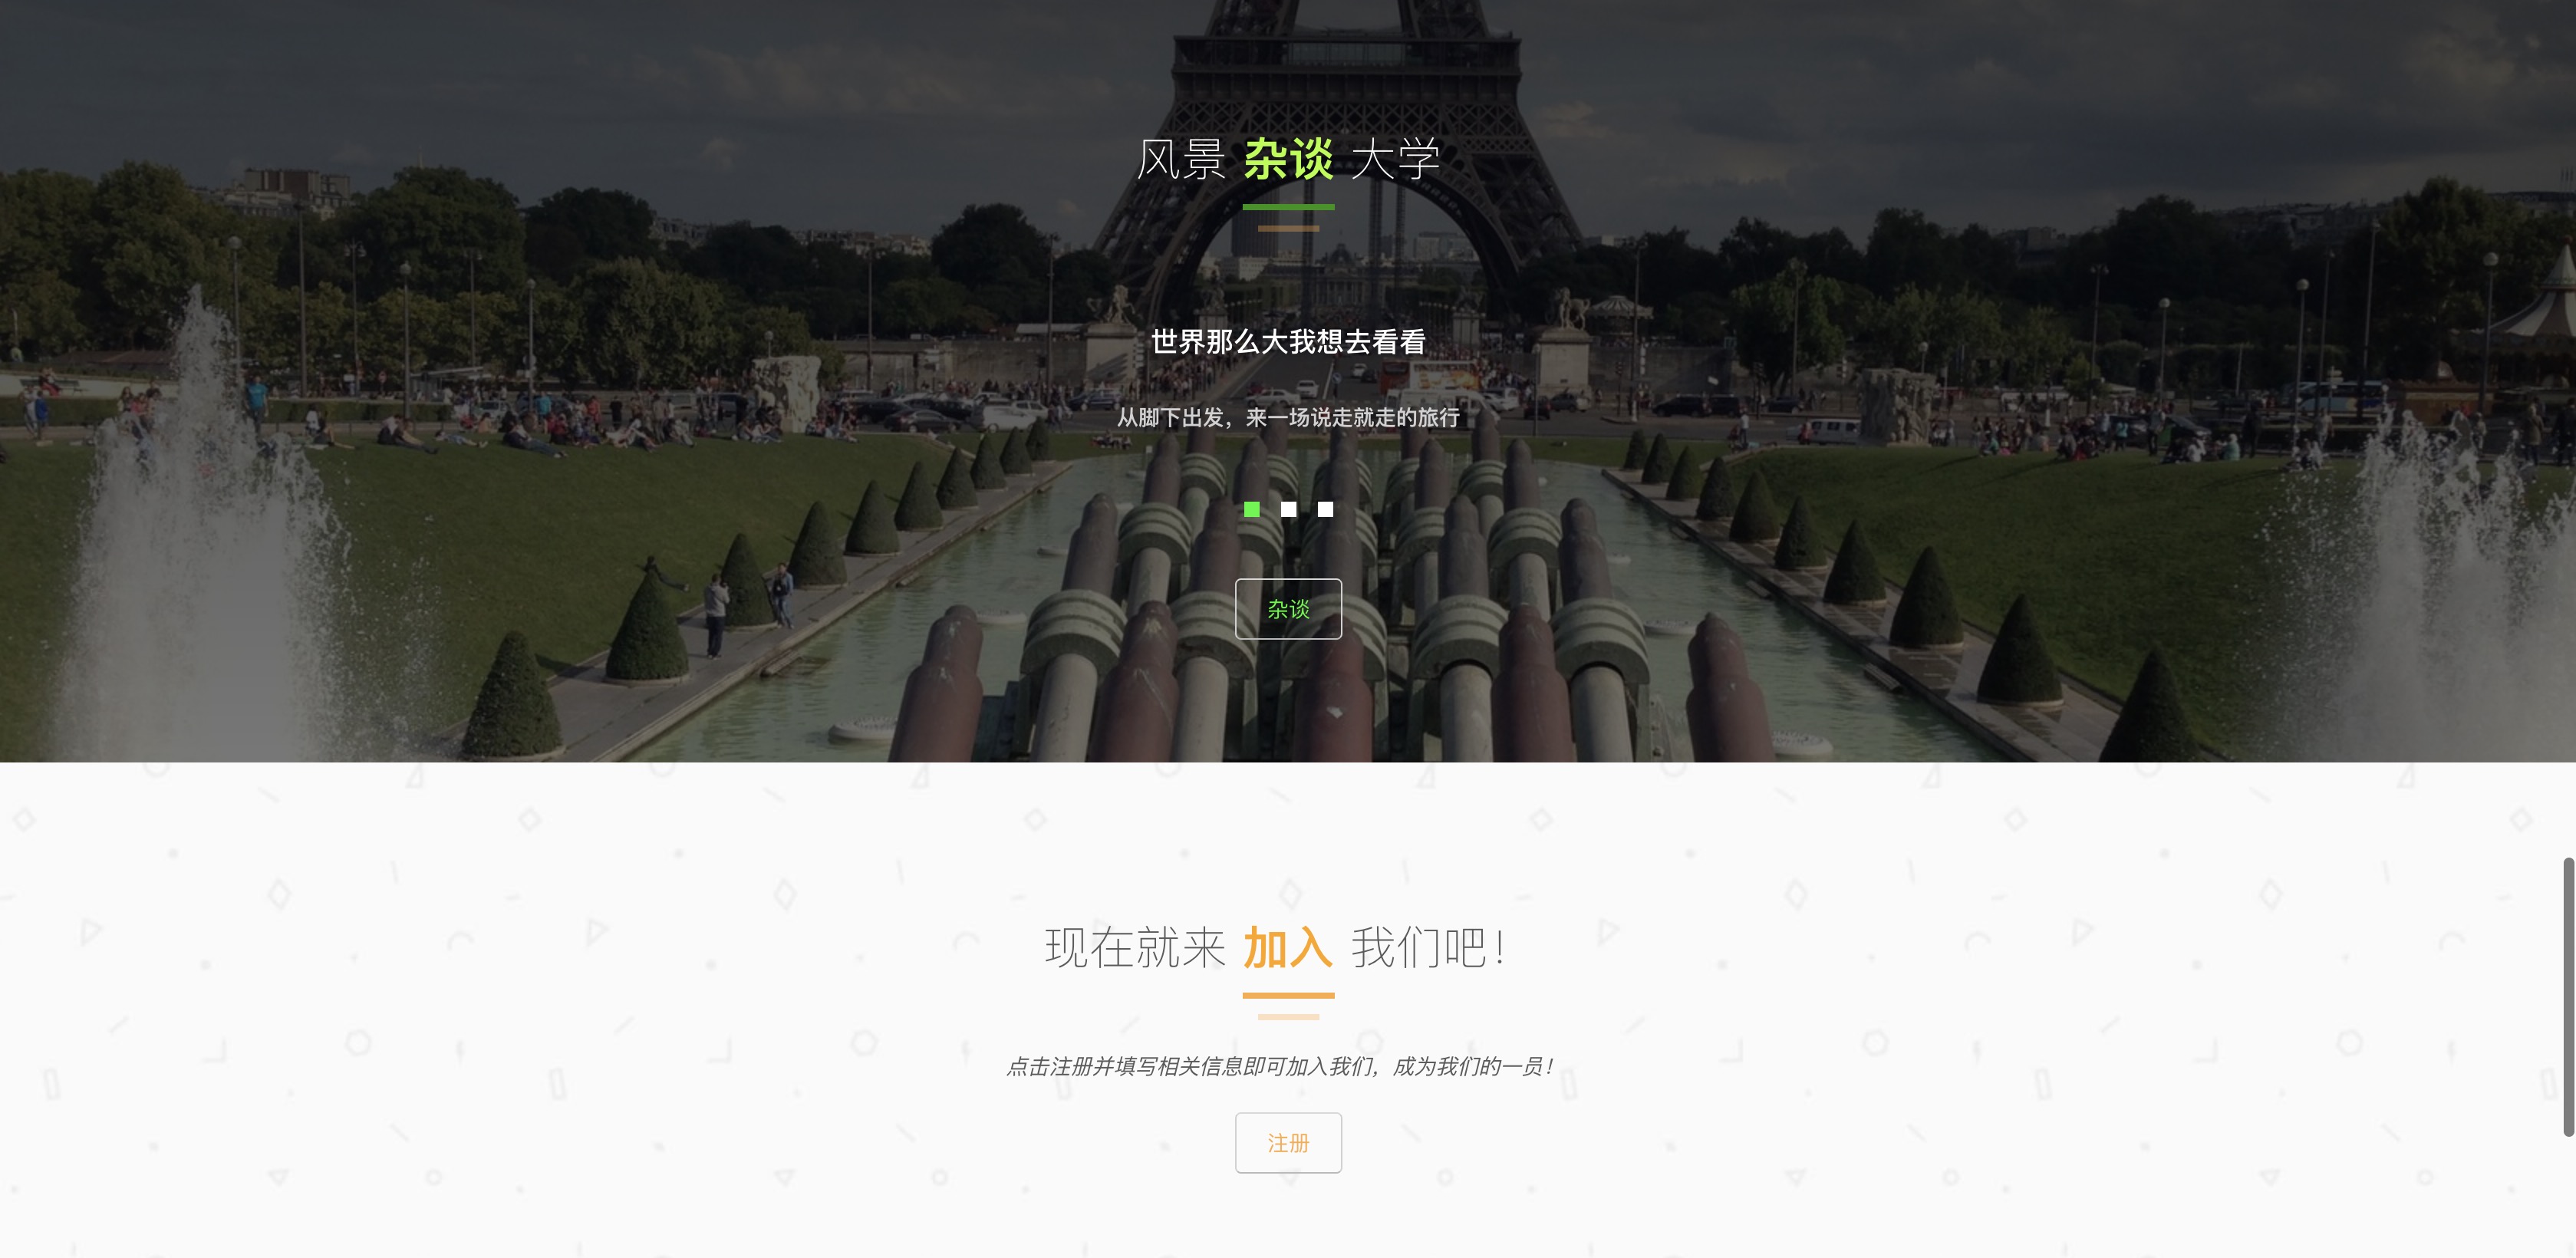 风景 杂谈 大学
世界那么大我想去看看
从脚下出发，来一场说走就走的旅行
杂谈
现在就来 加入 我们吧！
点击注册并填写相关信息即可加入我们，成为我们的一员！
注册